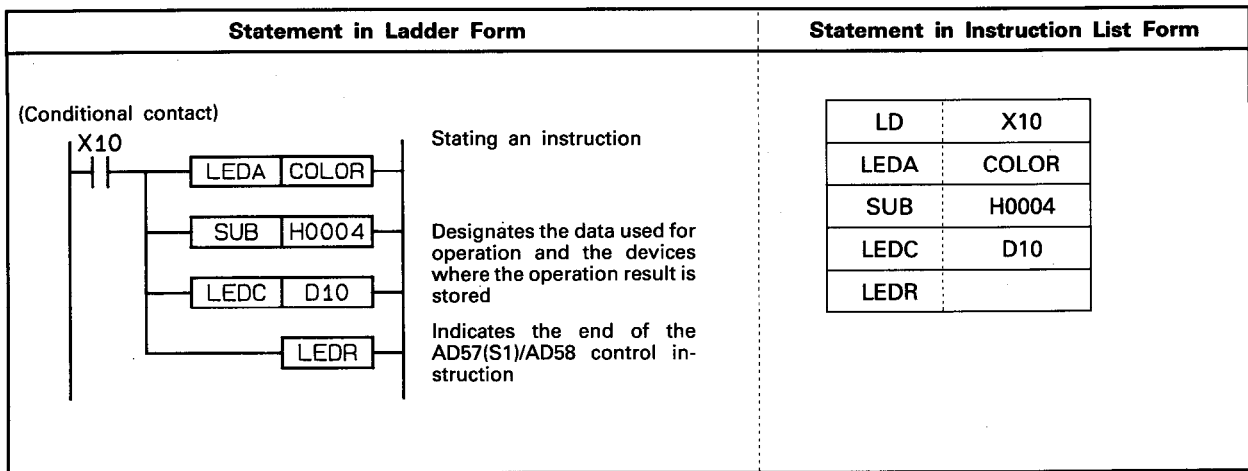 Statement in Ladder Form
Statement in Instruction List Form
(Conditional contact)
X10
LEDA COLOR
SUB H0004
LEDC D10
LEDR
Stating an instruction
Designates the data used for
operation and the devices
where the operation result is
stored
Indicates the end of the
AD57(S1)/AD58 control in-
struction
LD X10
LEDA COLOR
SUB H0004
LEDC D10
LEDR